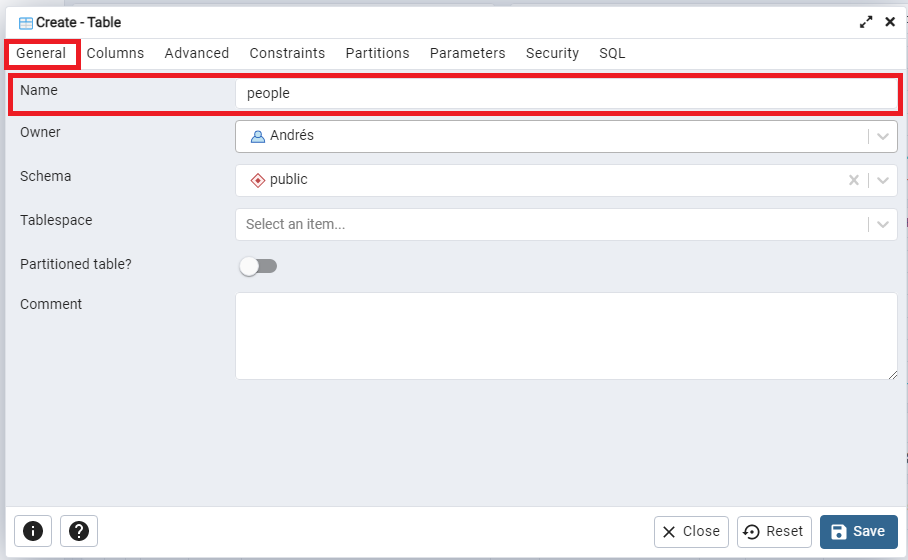 Create - Table
General Columns Advanced Constraints Partitions Parameters Security SQL
Name people
Owner Andrés
Schema public
Tablespace Select an item...
Partitioned table?
Comment
Close Reset Save